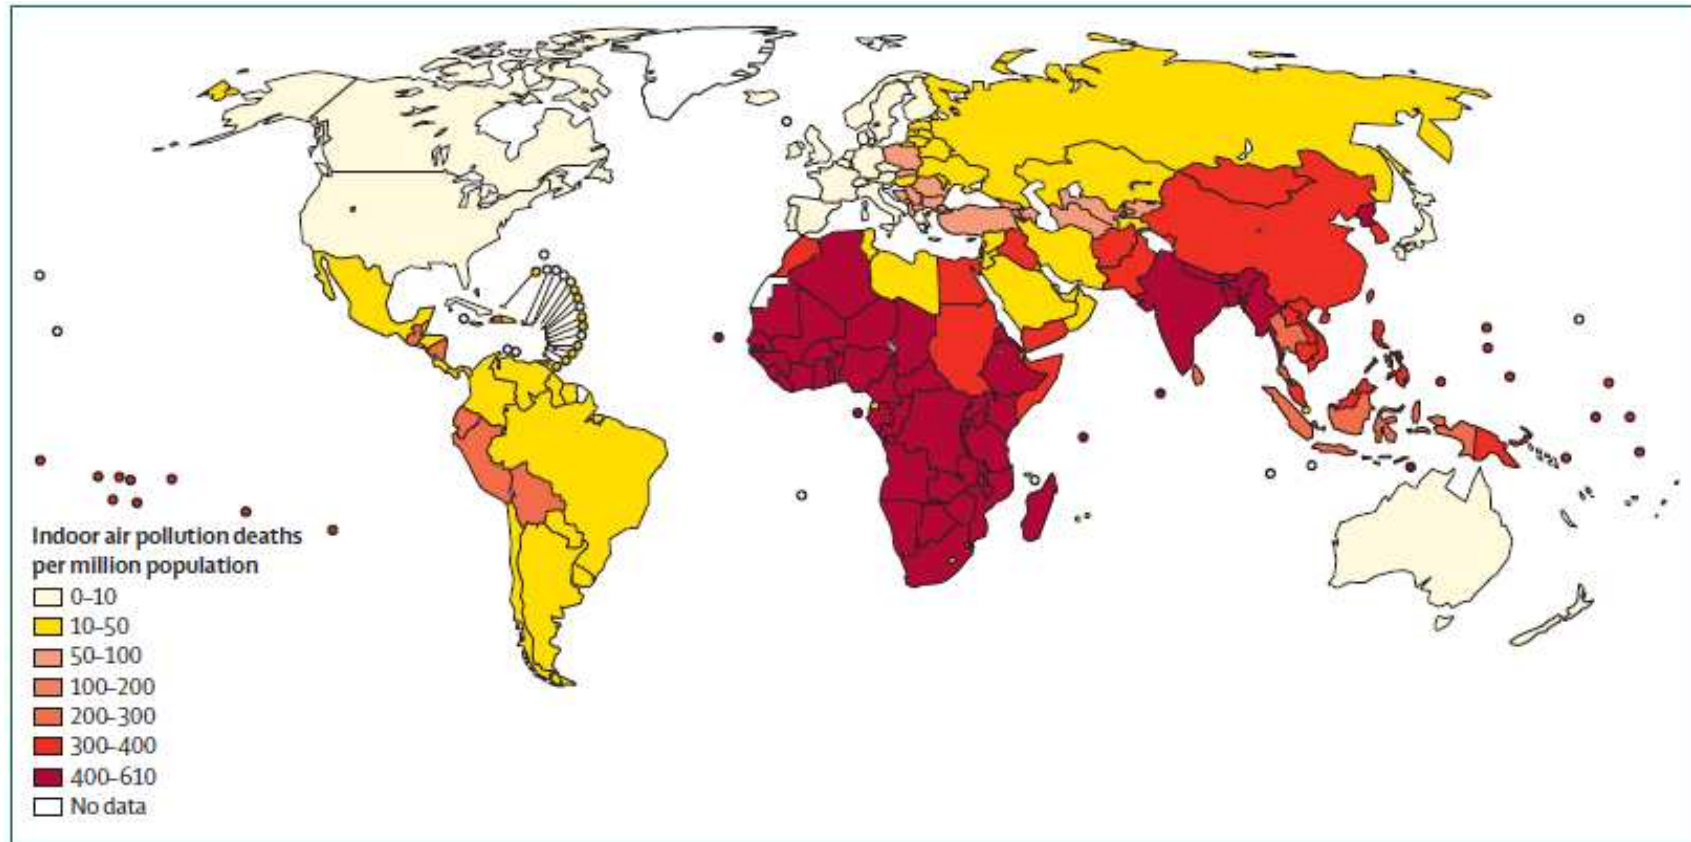 Indoor air pollution deaths
per million population
0–10
10–50
50–100
100–200
200–300
300–400
400–610
No data